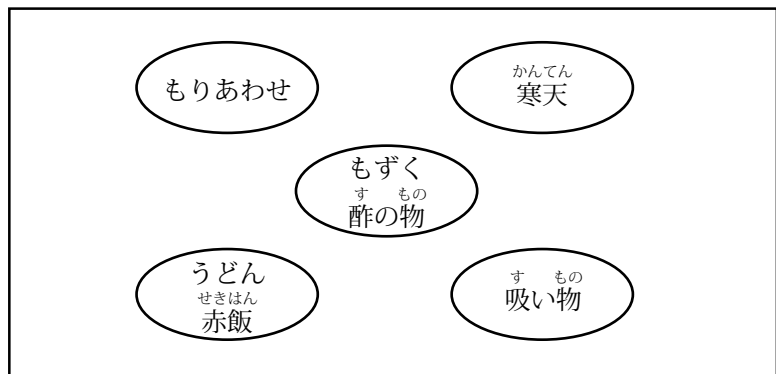 もりあわせ
かんてん
寒天
もずく
す もの
酢の物
うどん
せきはん
赤飯
す もの
吸い物